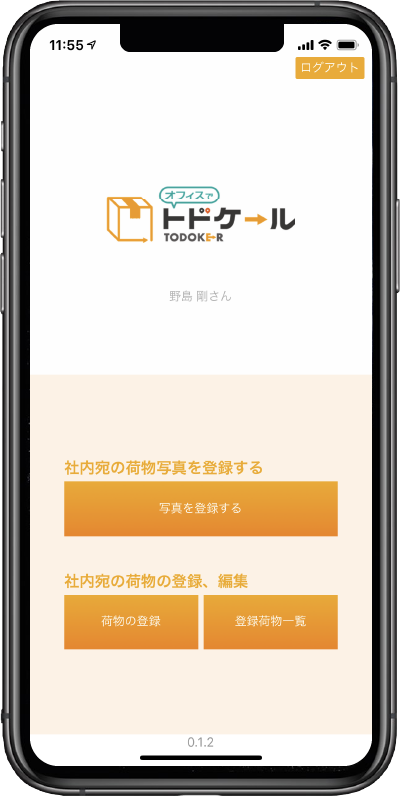 11:55
ログアウト
オフィスで
トドケール
TODOKE-R
野島 剛さん
社内宛の荷物写真を登録する
写真を登録する
社内宛の荷物の登録、編集
荷物の登録
登録荷物一覧
0.1.2